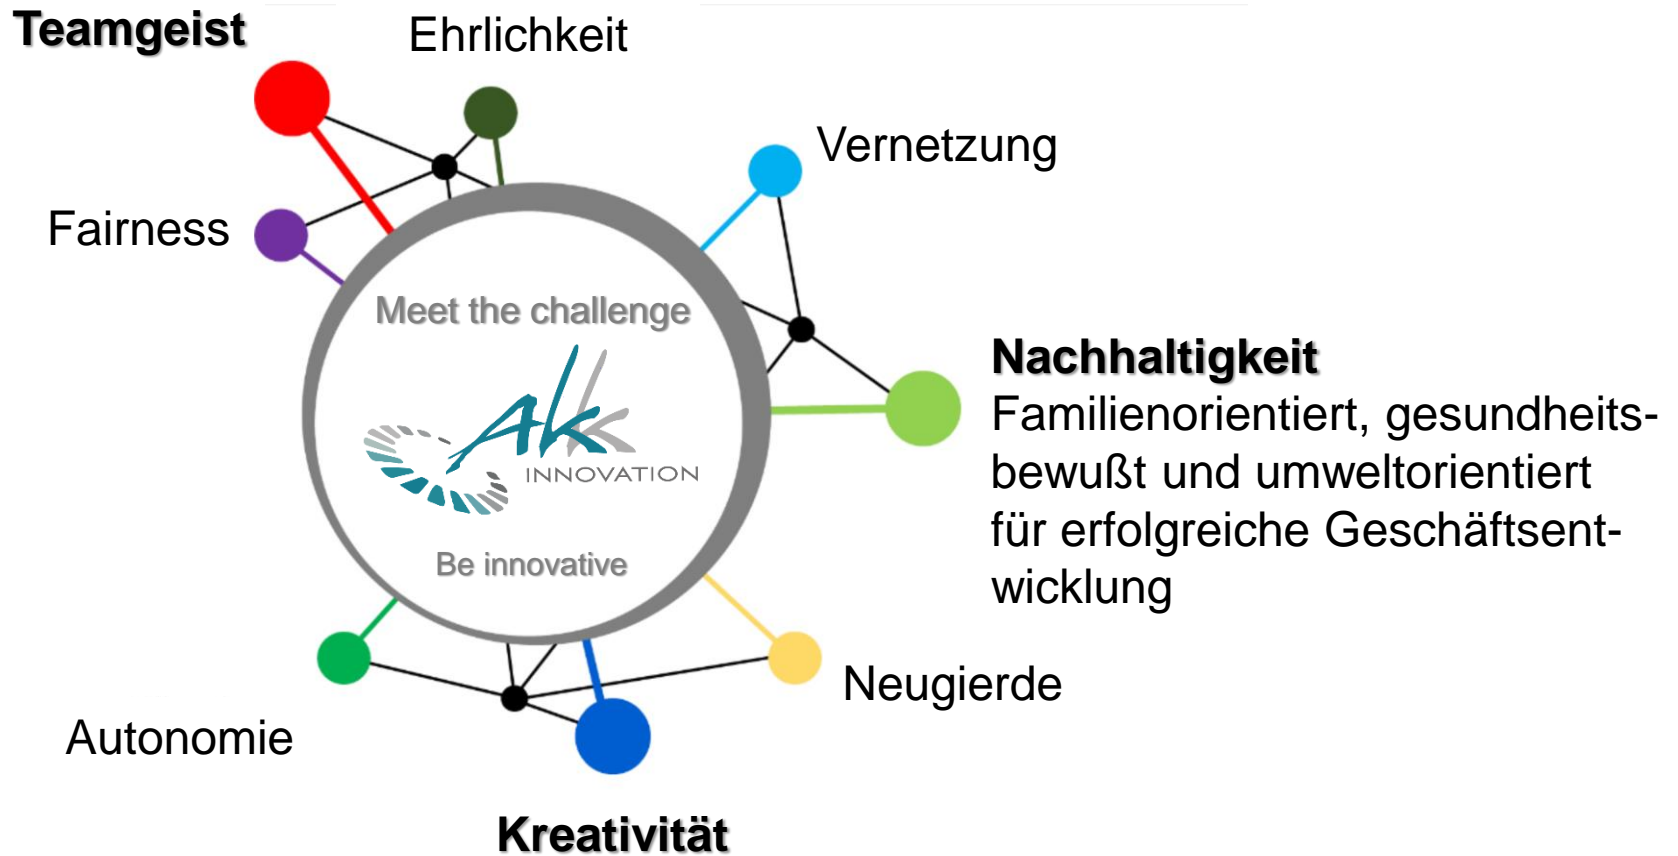 Teamgeist
Ehrlichkeit
Vernetzung
Fairness
Meet the challenge
Akk
INNOVATION
Be innovative
Nachhaltigkeit
Familienorientiert, gesundheits-
bewußt und umweltorientiert
für erfolgreiche Geschäftsent-
wicklung
Neugierde
Autonomie
Kreativität